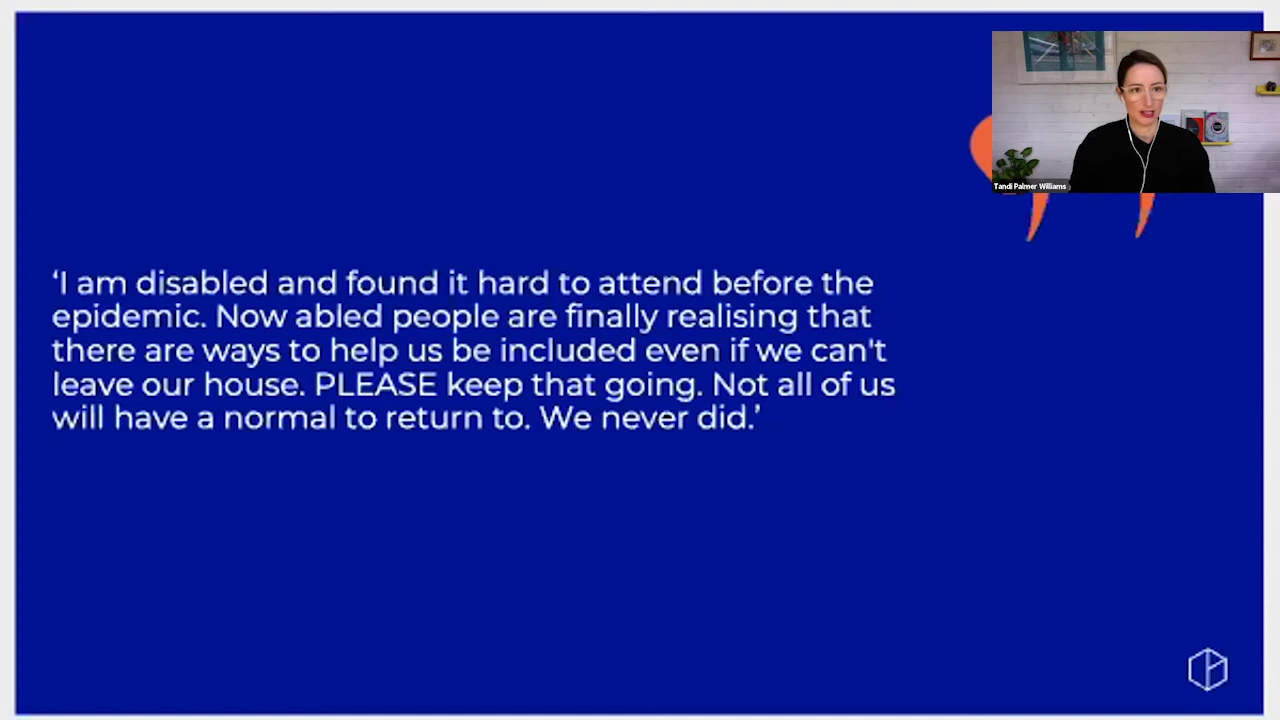 Tandi Palmer Williams
‘I am disabled and found it hard to attend before the
epidemic. Now abled people are finally realising that
there are ways to help us be included even if we can't
leave our house. PLEASE keep that going. Not all of us
will have a normal to return to. We never did.’